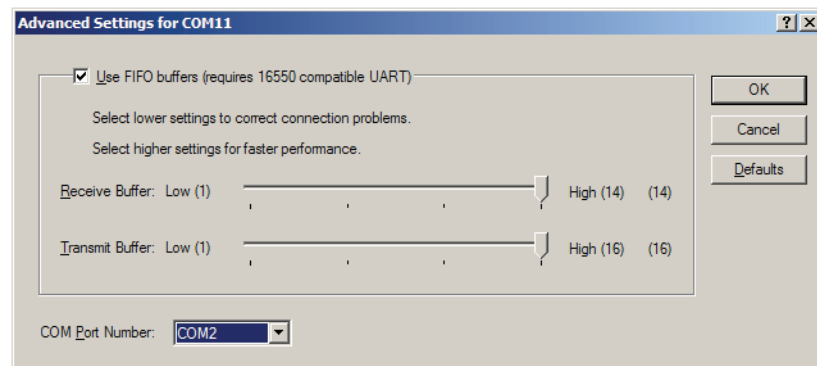 Advanced Settings for COM11
Use FIFO buffers (requires 16550 compatible UART)
OK
Select lower settings to correct connection problems.
Cancel
Select higher settings for faster performance.
Defaults
Receive Buffer: Low (1) High (14) (14)
Transmit Buffer: Low (1) High (16) (16)
COM Port Number: COM2